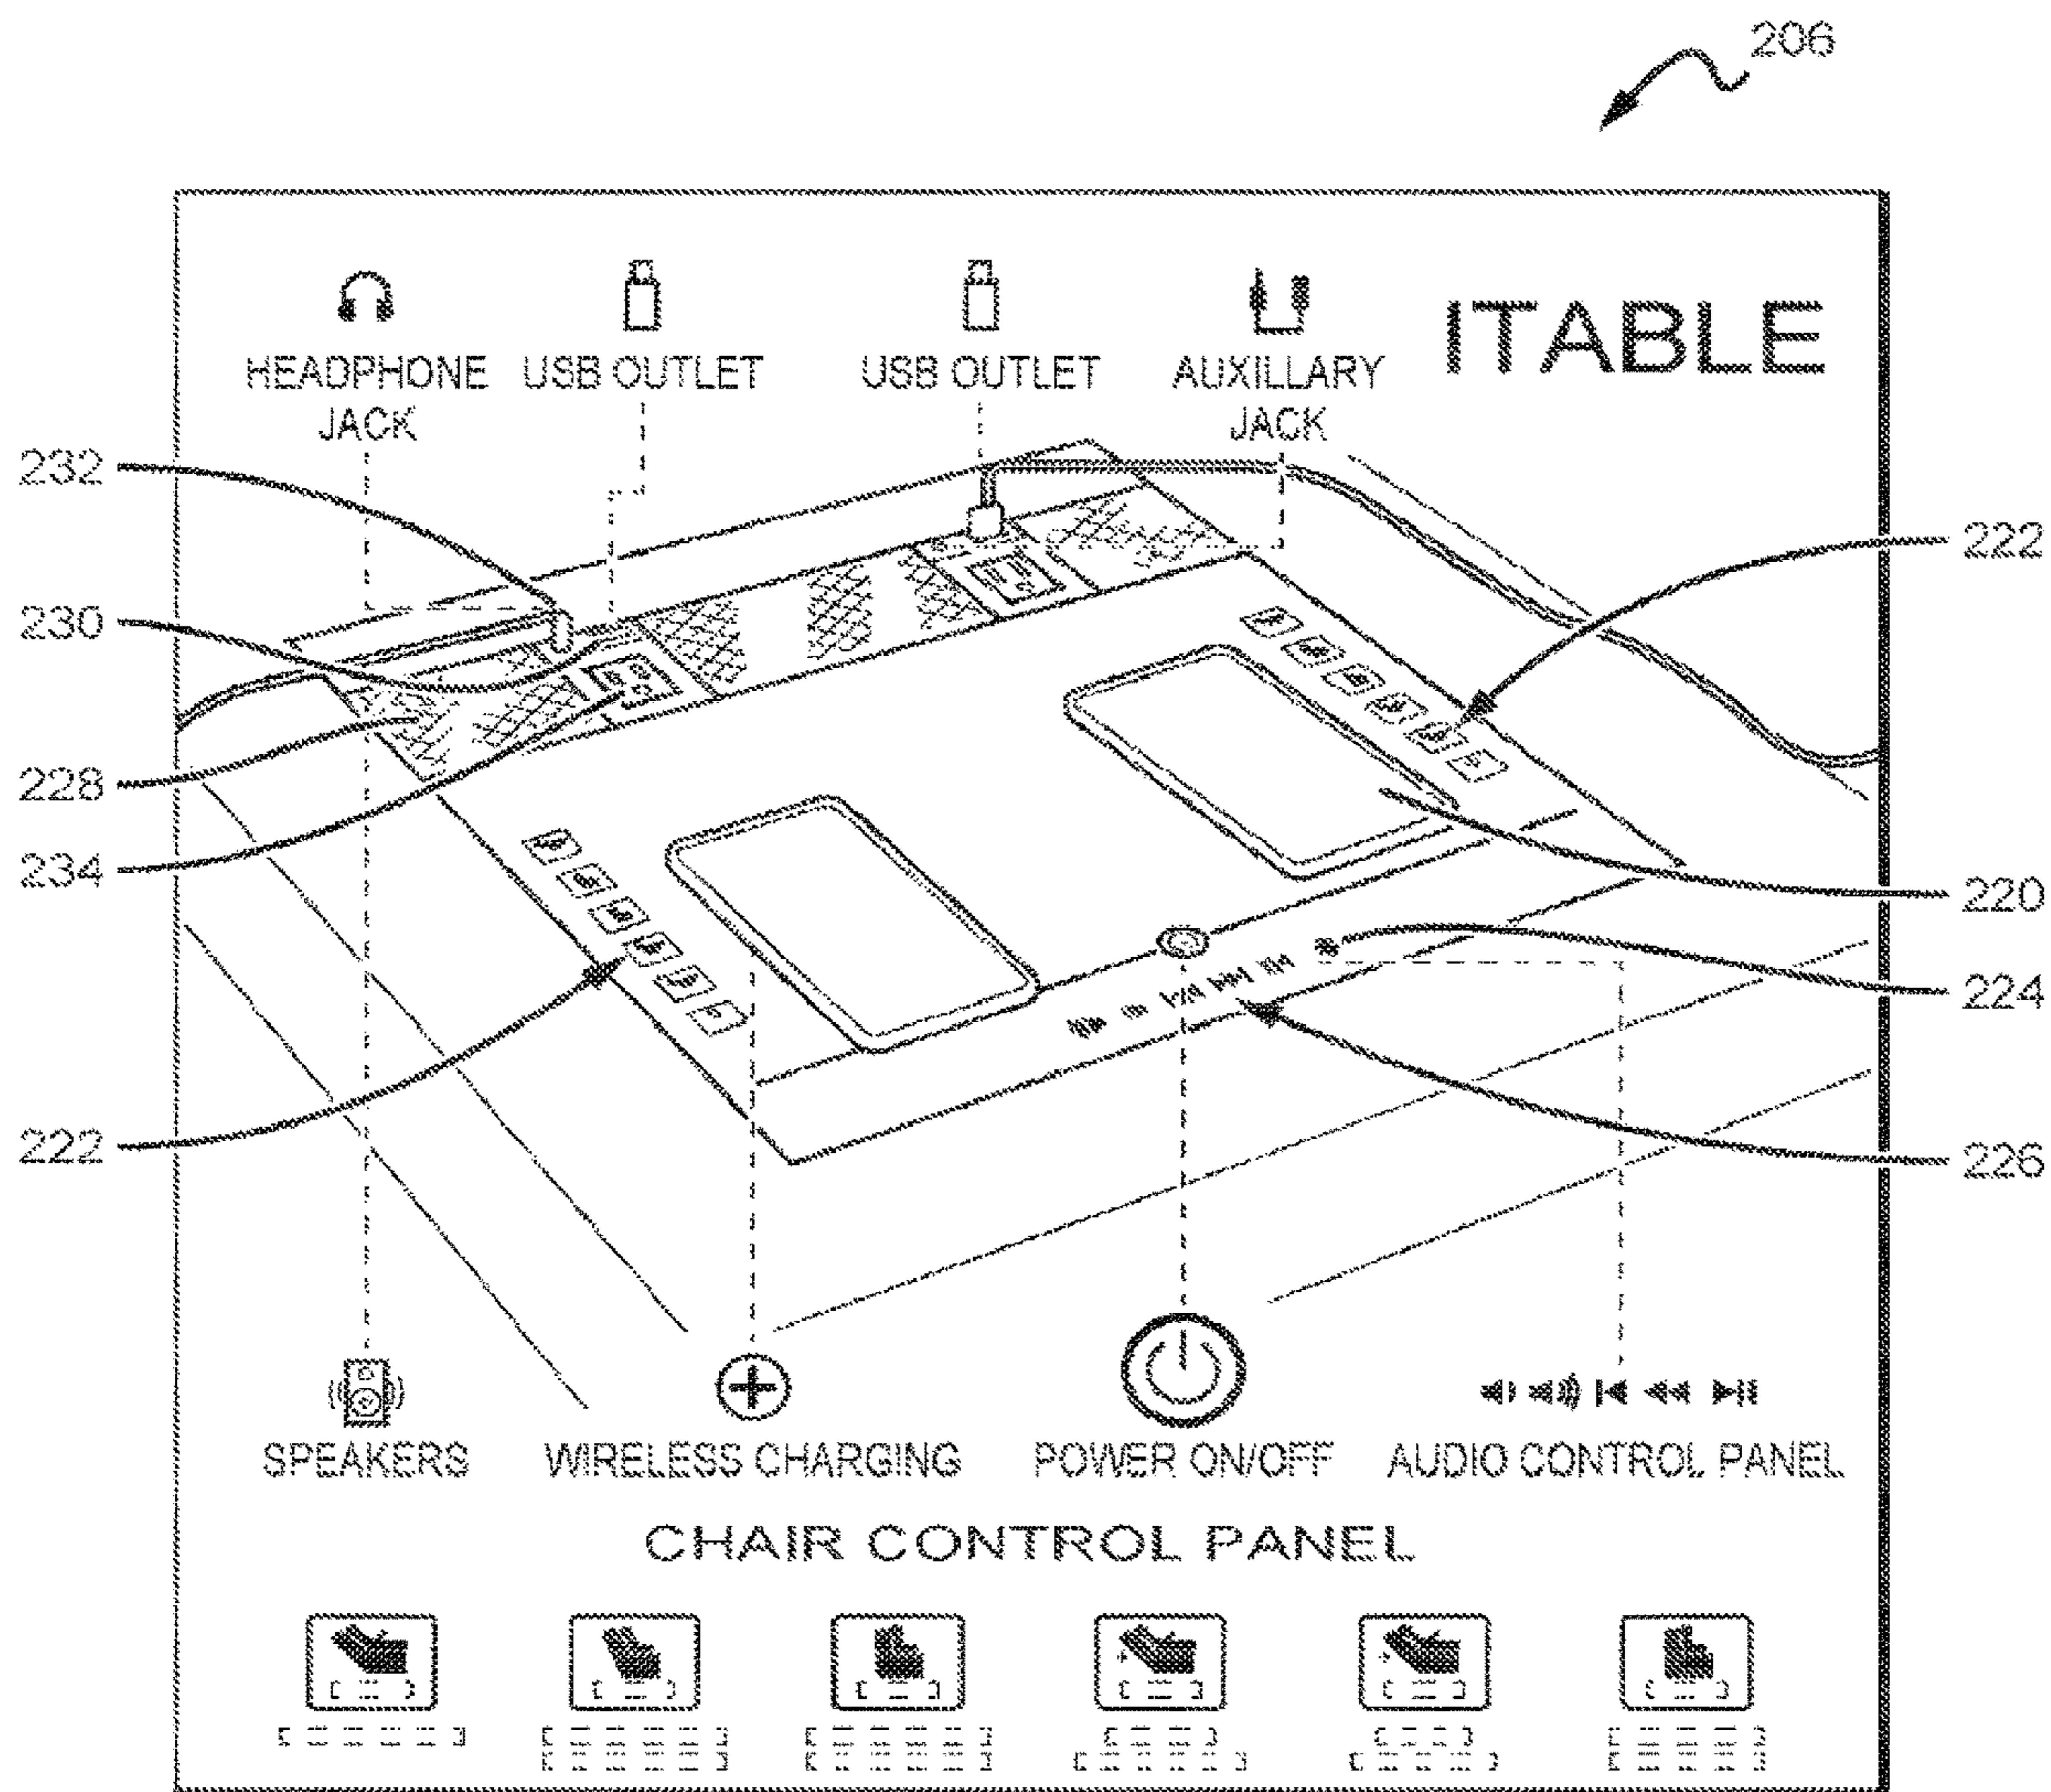 206
ITABLE
HEADPHONE
JACK
USB OUTLET
USB OUTLET
AUXILLARY
JACK
232
222
230
228
234
220
224
222
226
SPEAKERS
WIRELESS CHARGING
POWER ON/OFF
AUDIO CONTROL PANEL
CHAIR CONTROL PANEL